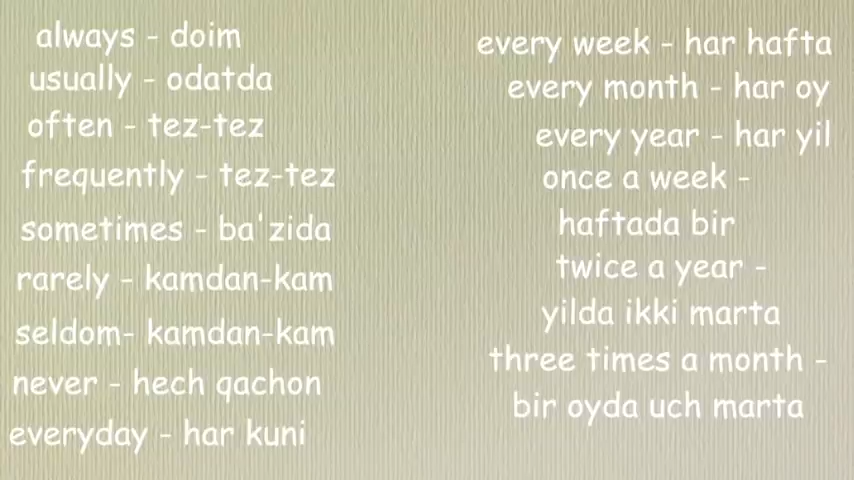 always - doim
usually - odatda
often - tez-tez
frequently - tez-tez
sometimes - ba'zida
rarely - kamdan-kam
seldom- kamdan-kam
never - hech qachon
everyday - har kuni
every week - har hafta
every month - har oy
every year - har yil
once a week -
haftada bir
twice a year -
yilda ikki marta
three times a month -
bir oyda uch marta